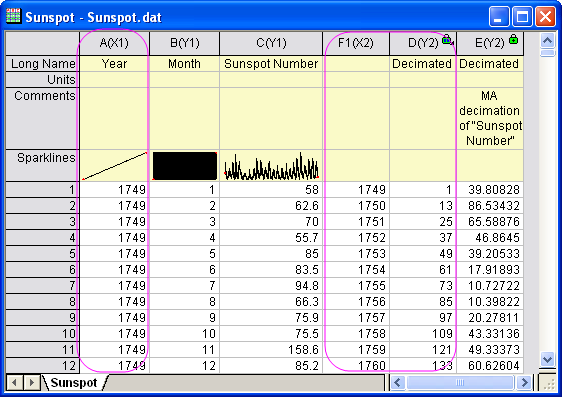 Sunspot - Sunspot.dat
A(X1) B(Y1) C(Y1) F1(X2) D(Y2) E(Y2)
Long Name Year Month Sunspot Number Decimated Decimated
Units
Comments MA
decimation
of "Sunspot
Number"
Sparklines
1 1749 1 58 1749 1 39.80828
2 1749 2 62.6 1750 13 86.53432
3 1749 3 70 1751 25 65.58876
4 1749 4 55.7 1752 37 46.8645
5 1749 5 85 1753 49 39.20533
6 1749 6 83.5 1754 61 17.91893
7 1749 7 94.8 1755 73 10.72722
8 1749 8 66.3 1756 85 10.39822
9 1749 9 75.9 1757 97 20.27811
10 1749 10 75.5 1758 109 43.33136
11 1749 11 158.6 1759 121 49.33373
12 1749 12 85.2 1760 133 60.62604
Sunspot